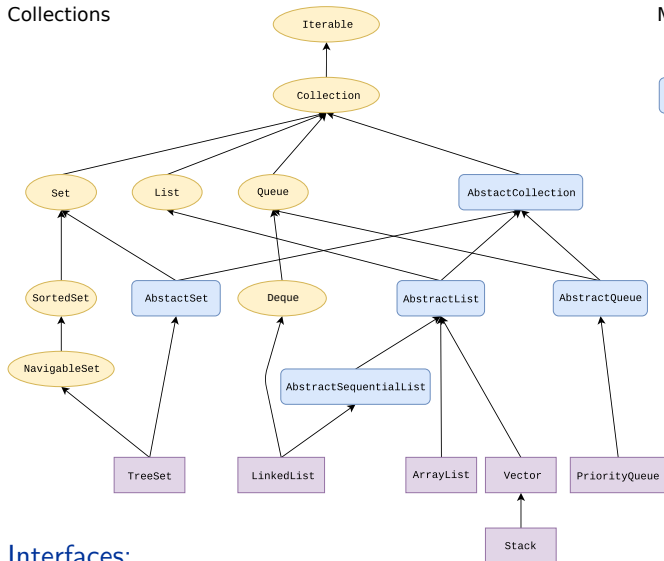 Collections
M
Iterable
Collection
Set
List
Queue
AbstactCollection
SortedSet
AbstactSet
Deque
AbstractList
AbstractQueue
NavigableSet
AbstractSequentialList
TreeSet
LinkedList
ArrayList
Vector
PriorityQueue
Stack
Interfaces: